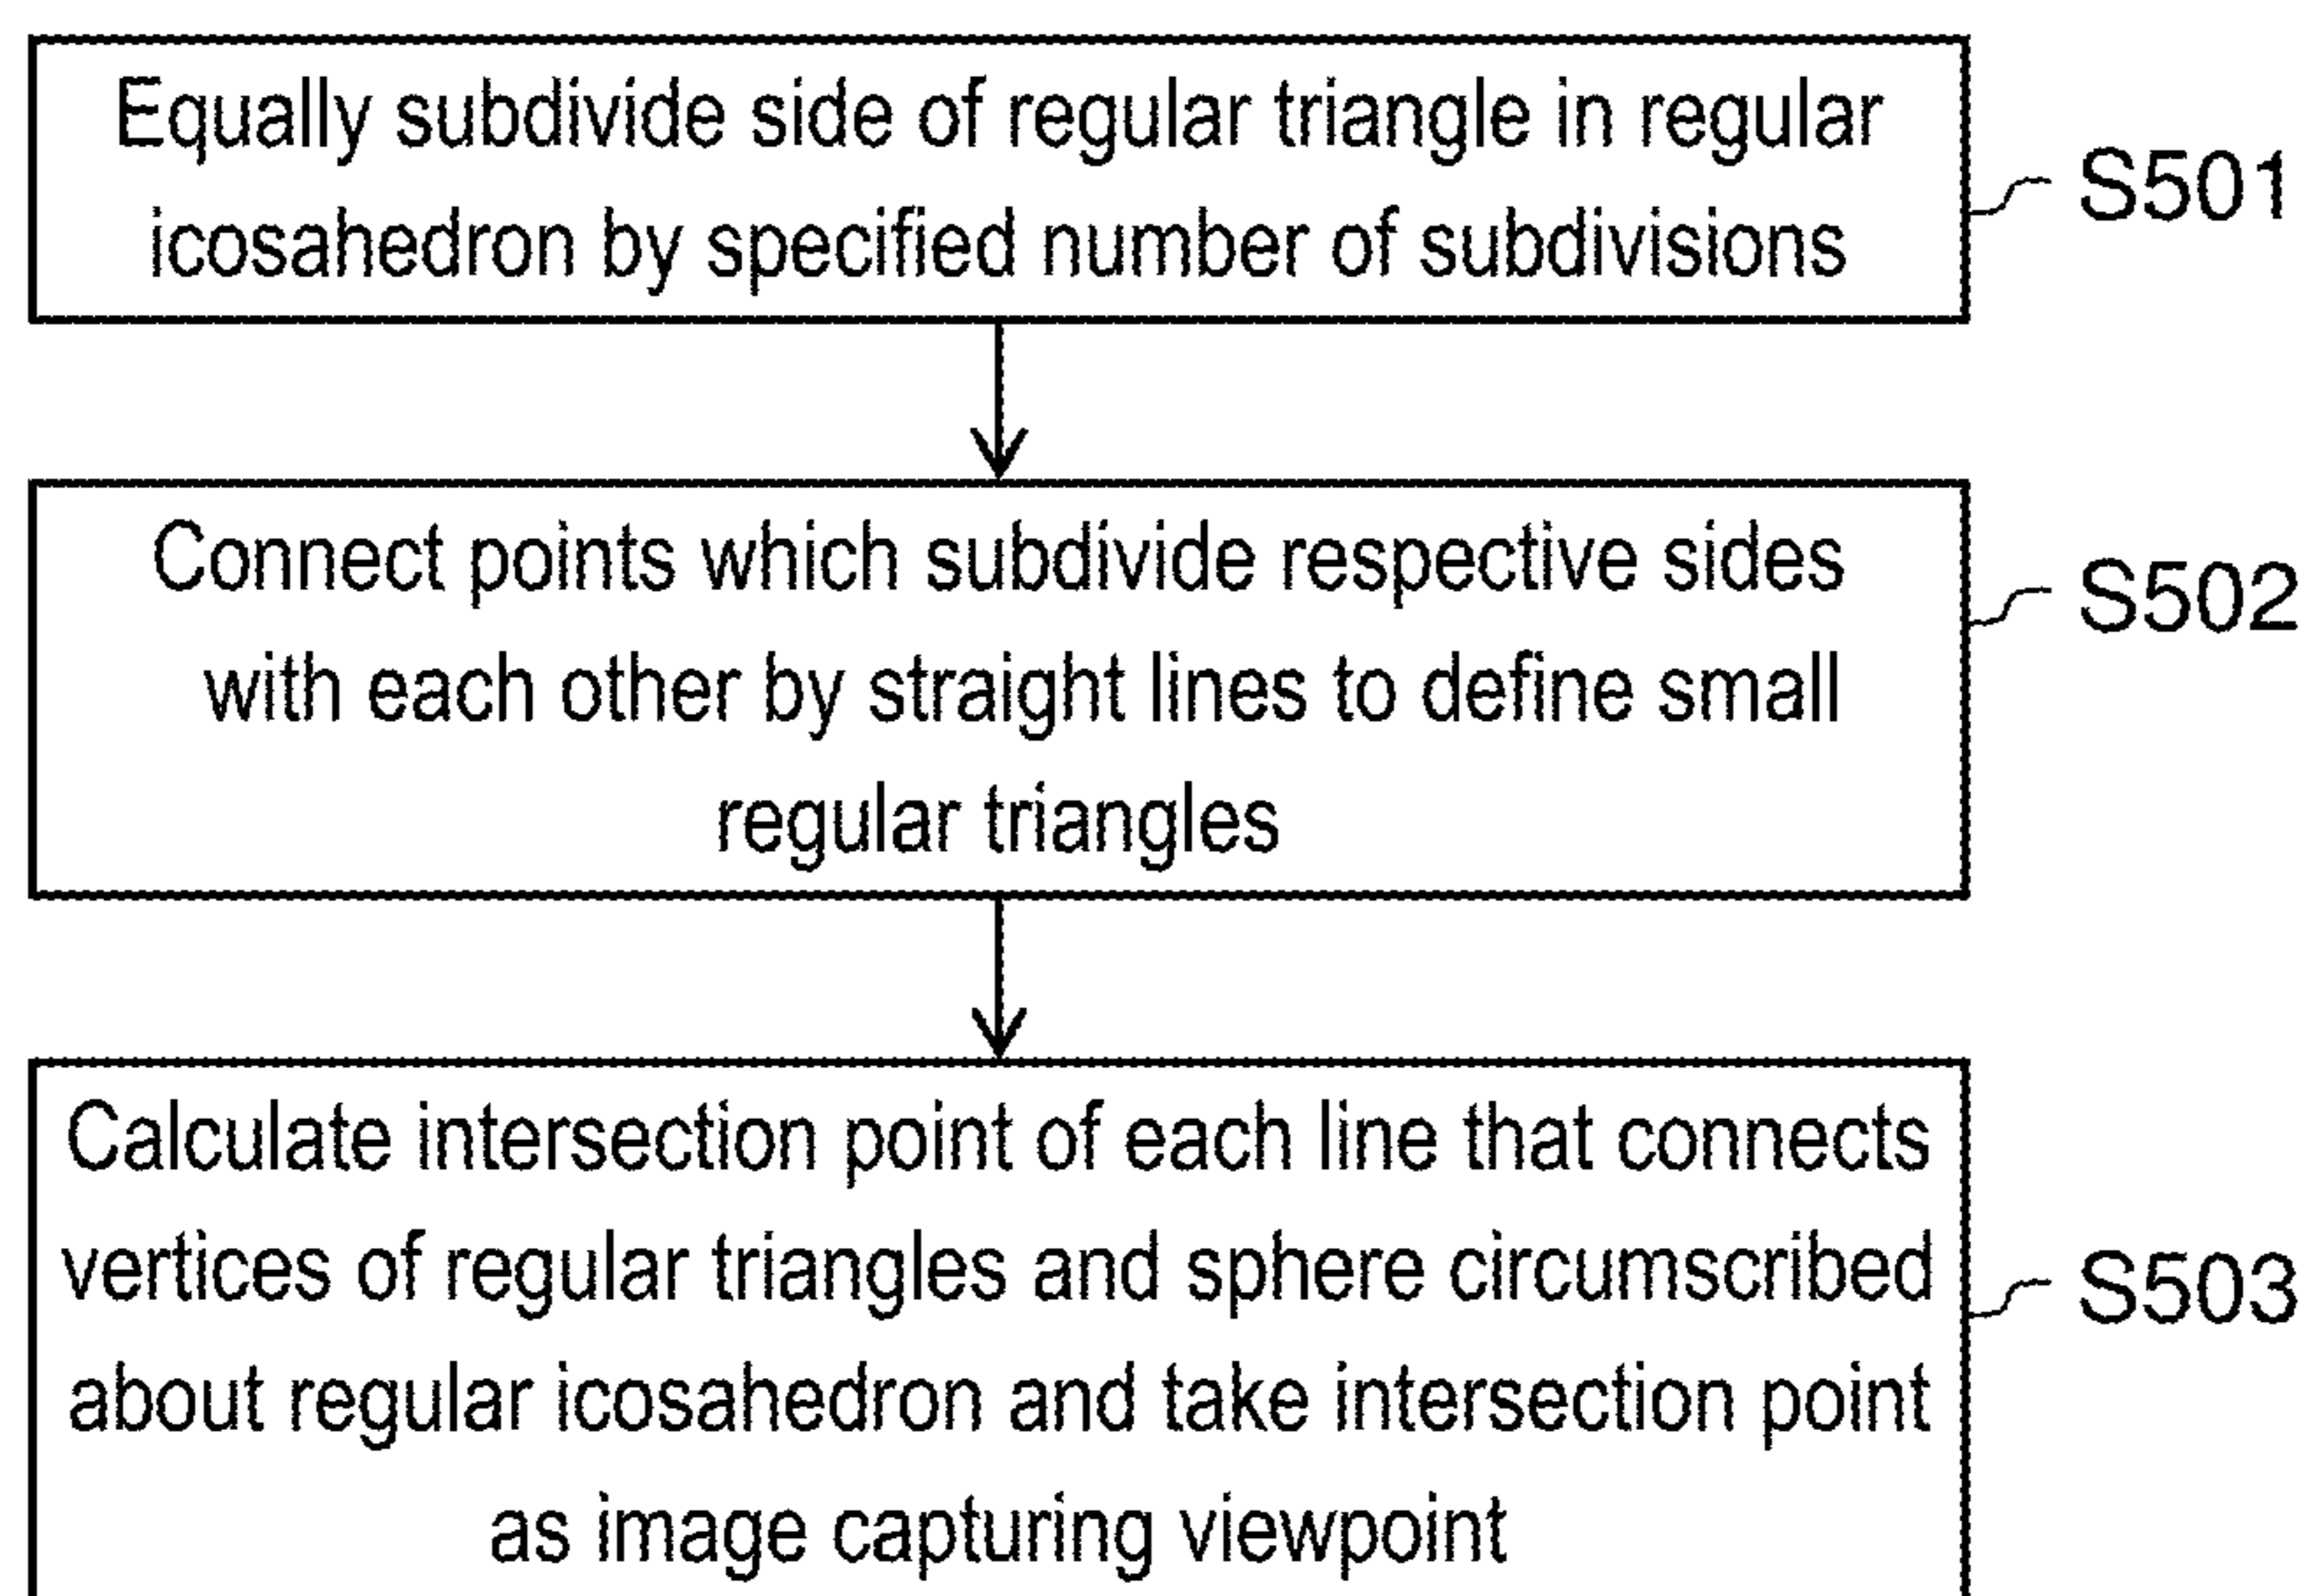 Equally subdivide side of regular triangle in regular
icosahedron by specified number of subdivisions
S501
Connect points which subdivide respective sides
with each other by straight lines to define small
regular triangles
S502
Calculate intersection point of each line that connects
vertices of regular triangles and sphere circumscribed
about regular icosahedron and take intersection point
as image capturing viewpoint
S503